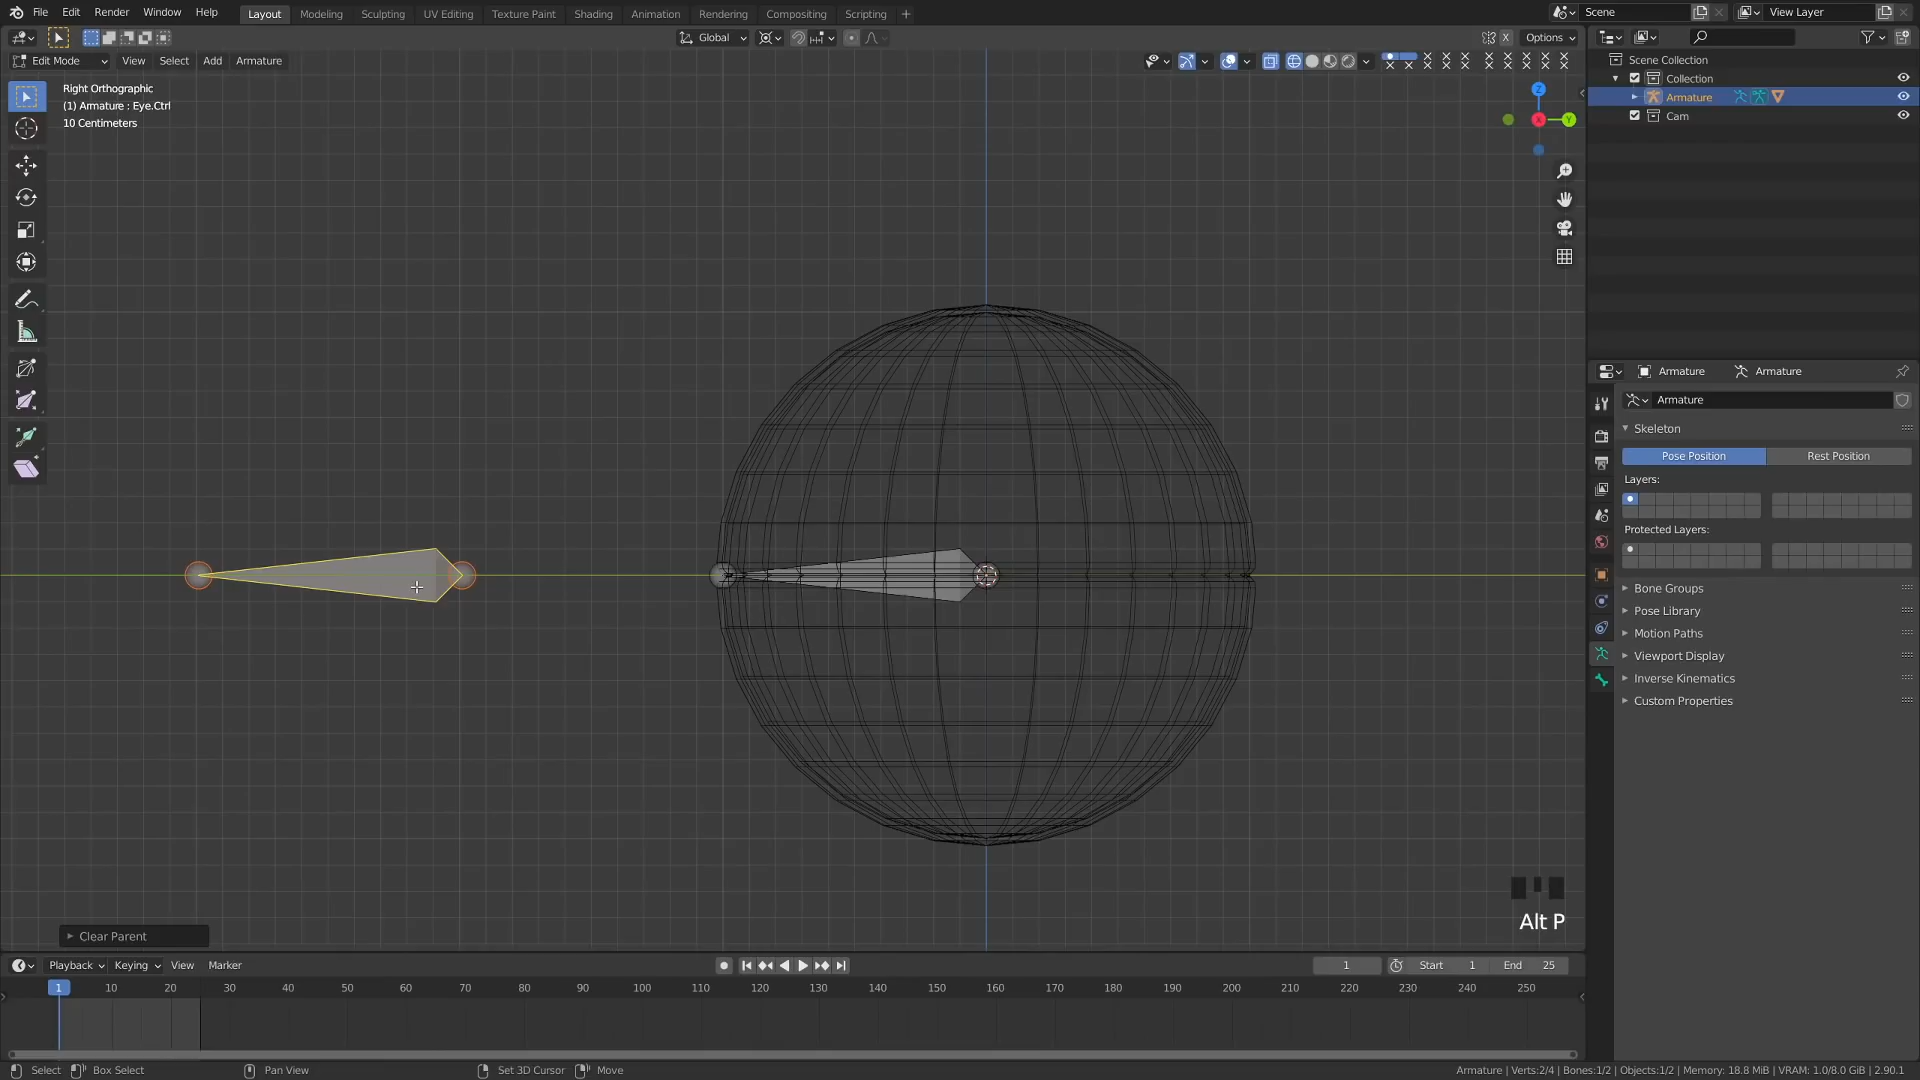 File Edit Render Window Help Layout Modeling Sculpting UV Editing Texture Paint Shading Animation Rendering Compositing Scripting + Scene View Layer
Global Options
Edit Mode View Select Add Armature
Right Orthographic
(1) Armature : Eye.Ctrl
10 Centimeters
Z
X
Y
Scene Collection
Collection
Armature
Cam
Armature Armature
Armature
Skeleton
Pose Position Rest Position
Layers:
Protected Layers:
Bone Groups
Pose Library
Motion Paths
Viewport Display
Inverse Kinematics
Custom Properties
Alt P
Clear Parent
Playback Keying View Marker 1 Start 1 End 25
1 10 20 30 40 50 60 70 80 90 100 110 120 130 140 150 160 170 180 190 200 210 220 230 240 250
Select Box Select Pan View Set 3D Cursor Move Armature | Verts:2/4 | Bones:1/2 | Objects:1/2 | Memory: 18.8 MiB | VRAM: 1.0/8.0 GiB | 2.90.1